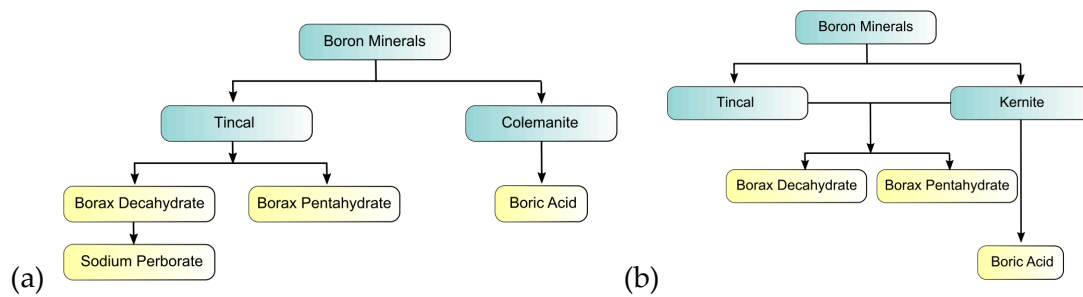 Boron Minerals
Tincal
Colemanite
Borax Decahydrate
Borax Pentahydrate
Boric Acid
Sodium Perborate
(a)
Boron Minerals
Tincal
Kernite
Borax Decahydrate
Borax Pentahydrate
Boric Acid
(b)